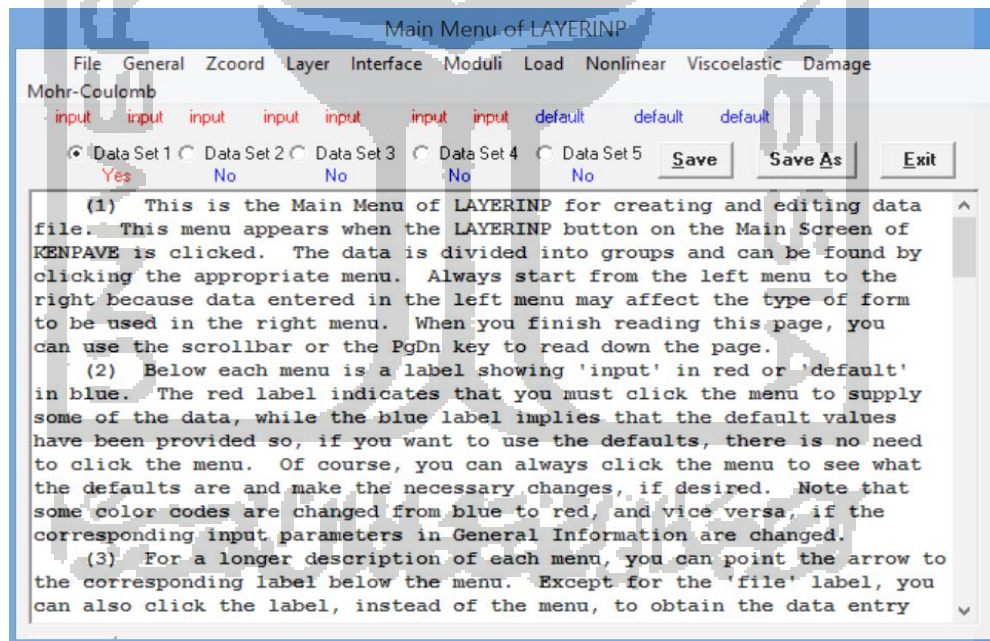 Main Menu of LAYERINP
File General Zcoord Layer Interface Moduli Load Nonlinear Viscoelastic Damage
Mohr-Coulomb
input input input input input input input default default default
Data Set 1 Data Set 2 Data Set 3 Data Set 4 Data Set 5 Save Save As Exit
Yes No No No No
(1) This is the Main Menu of LAYERINP for creating and editing data
file. This menu appears when the LAYERINP button on the Main Screen of
KENPAVE is clicked. The data is divided into groups and can be found by
clicking the appropriate menu. Always start from the left menu to the
right because data entered in the left menu may affect the type of form
to be used in the right menu. When you finish reading this page, you
can use the scrollbar or the PgDn key to read down the page.
(2) Below each menu is a label showing 'input' in red or 'default'
in blue. The red label indicates that you must click the menu to supply
some of the data, while the blue label implies that the default values
have been provided so, if you want to use the defaults, there is no need
to click the menu. Of course, you can always click the menu to see what
the defaults are and make the necessary changes, if desired. Note that
some color codes are changed from blue to red, and vice versa, if the
corresponding input parameters in General Information are changed.
(3) For a longer description of each menu, you can point the arrow to
the corresponding label below the menu. Except for the 'file' label, you
can also click the label, instead of the menu, to obtain the data entry